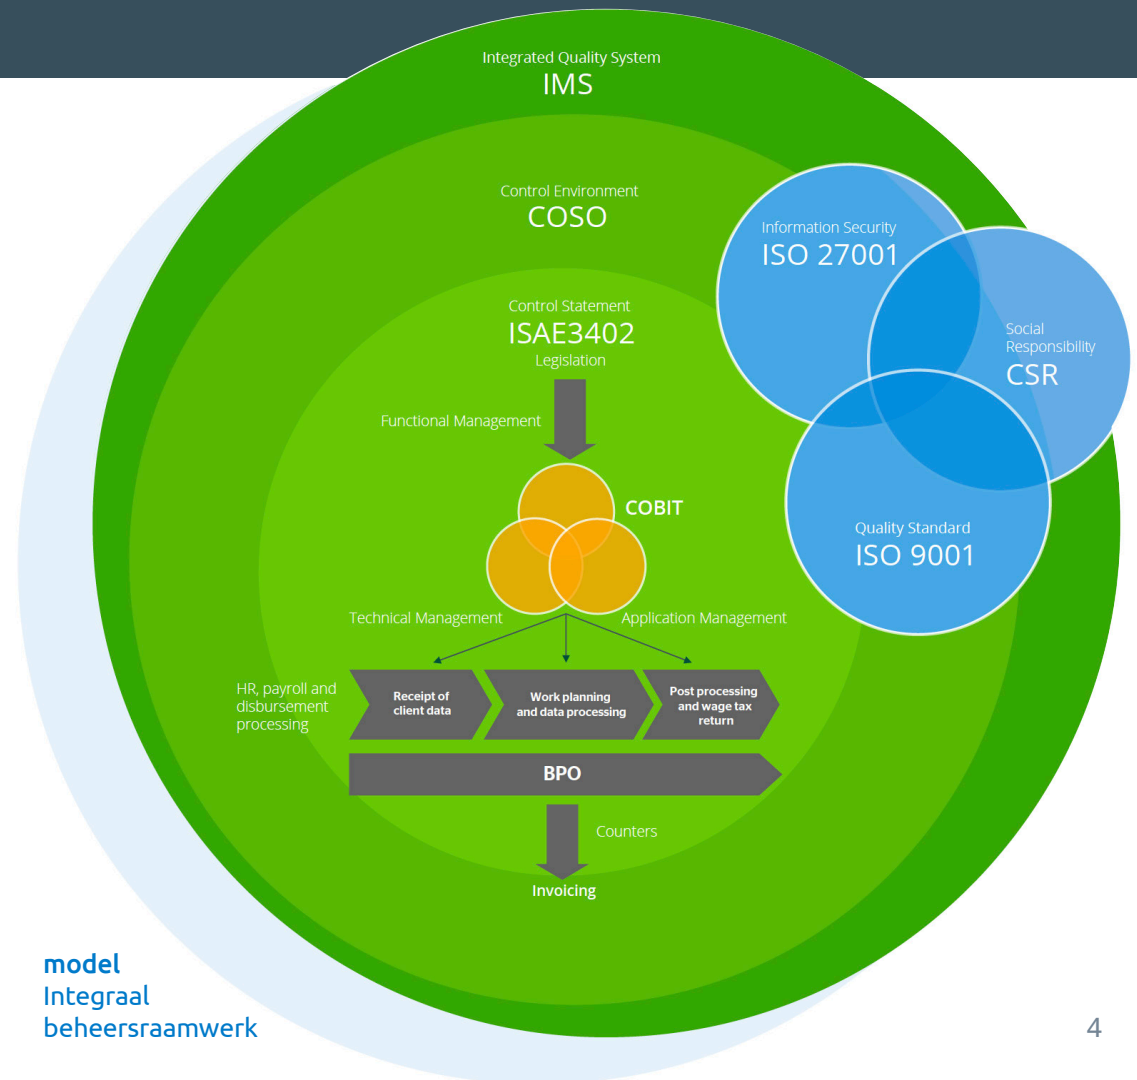 Integrated Quality System
IMS
Control Environment
COSO
Information Security
ISO 27001
Social
Responsibility
CSR
Control Statement
ISAE3402
Legislation
Functional Management
COBIT
Quality Standard
ISO 9001
Technical Management
Application Management
HR, payroll and
disbursement
processing
Receipt of
client data
Work planning
and data processing
Post processing
and wage tax
return
BPO
Counters
Invoicing
model
Integraal
beheersraamwerk
4